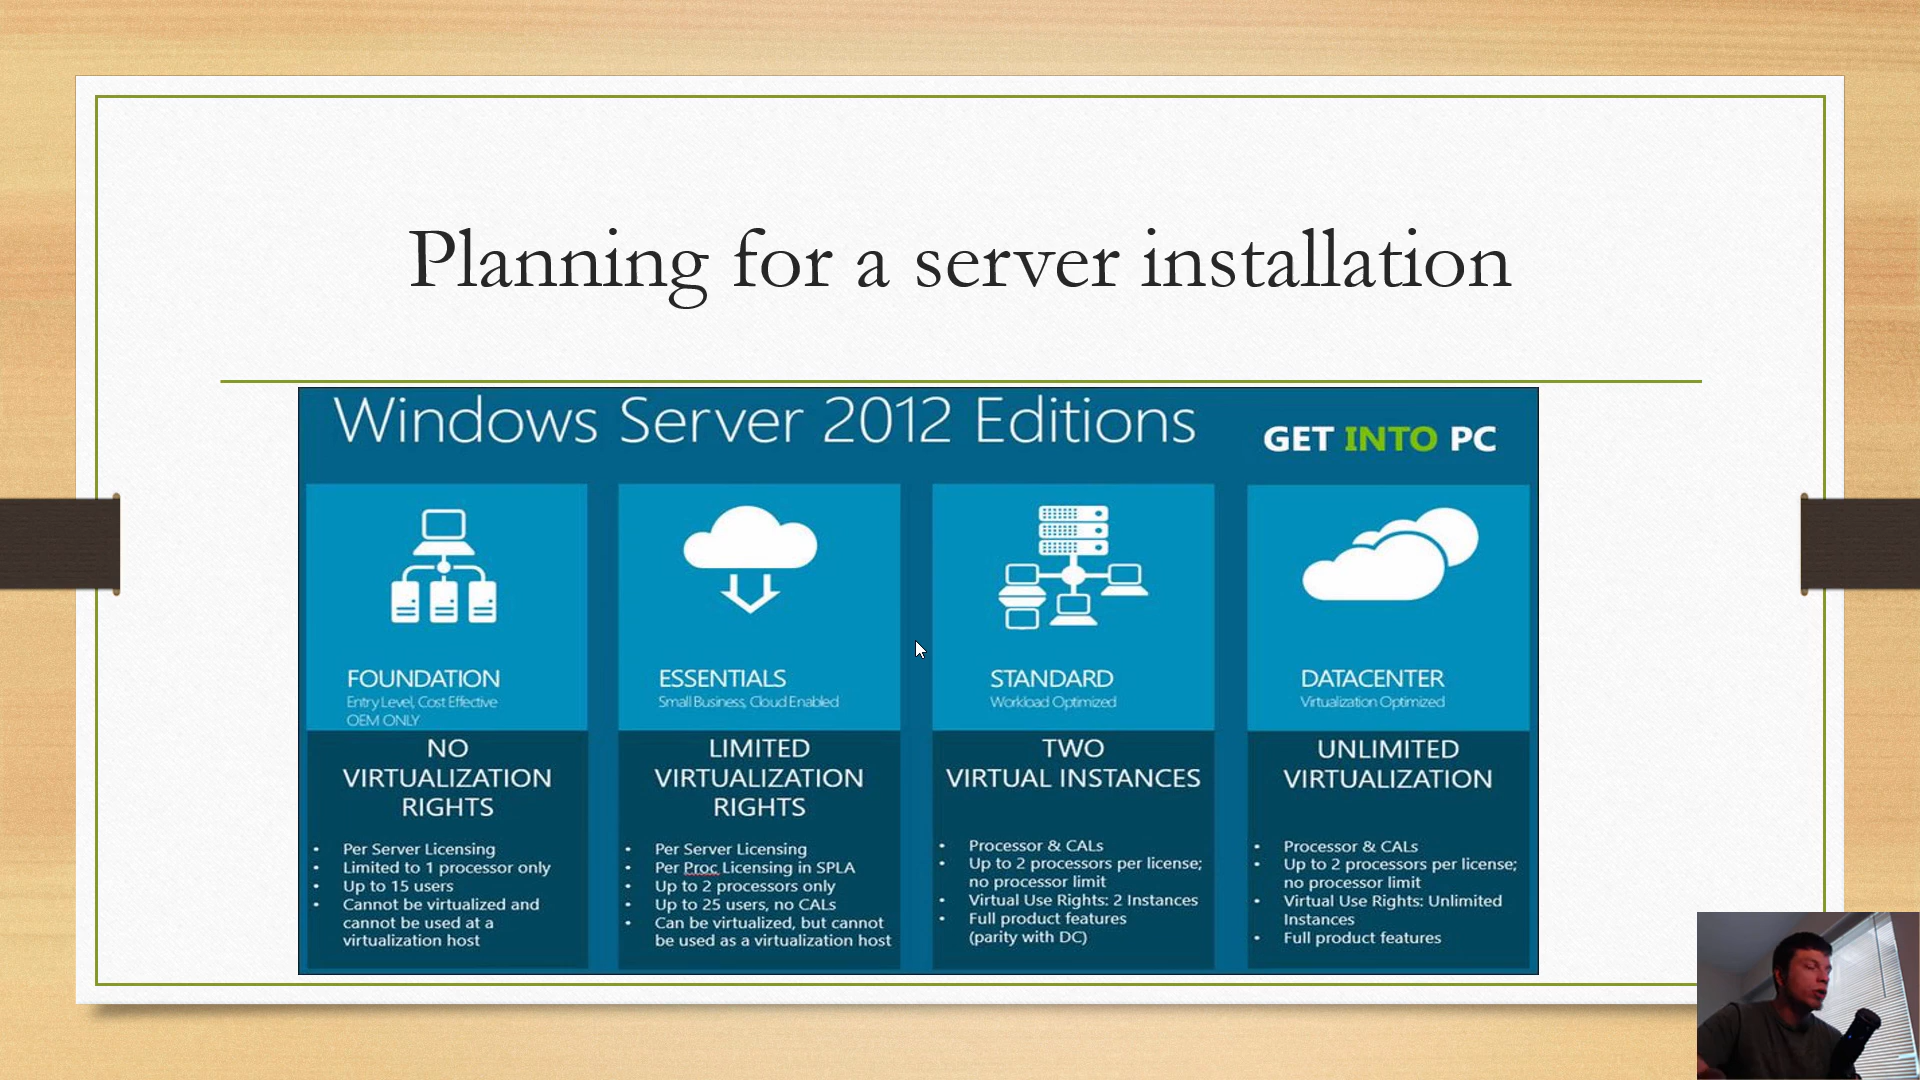 Planning for a server installation
Windows Server 2012 Editions
GET INTO PC
FOUNDATION
Entry Level, Cost Effective
OEM ONLY
NO
VIRTUALIZATION
RIGHTS
• Per Server Licensing
• Limited to 1 processor only
• Up to 15 users
• Cannot be virtualized and
cannot be used at a
virtualization host
ESSENTIALS
Small Business, Cloud Enabled
LIMITED
VIRTUALIZATION
RIGHTS
• Per Server Licensing
• Per Proc Licensing in SPLA
• Up to 2 processors only
• Up to 25 users, no CALs
• Can be virtualized, but cannot
be used as a virtualization host
STANDARD
Workload Optimized
TWO
VIRTUAL INSTANCES
• Processor & CALs
• Up to 2 processors per license;
no processor limit
• Virtual Use Rights: 2 Instances
• Full product features
(parity with DC)
DATACENTER
Virtualization Optimized
UNLIMITED
VIRTUALIZATION
• Processor & CALs
• Up to 2 processors per license;
no processor limit
• Virtual Use Rights: Unlimited
Instances
• Full product features